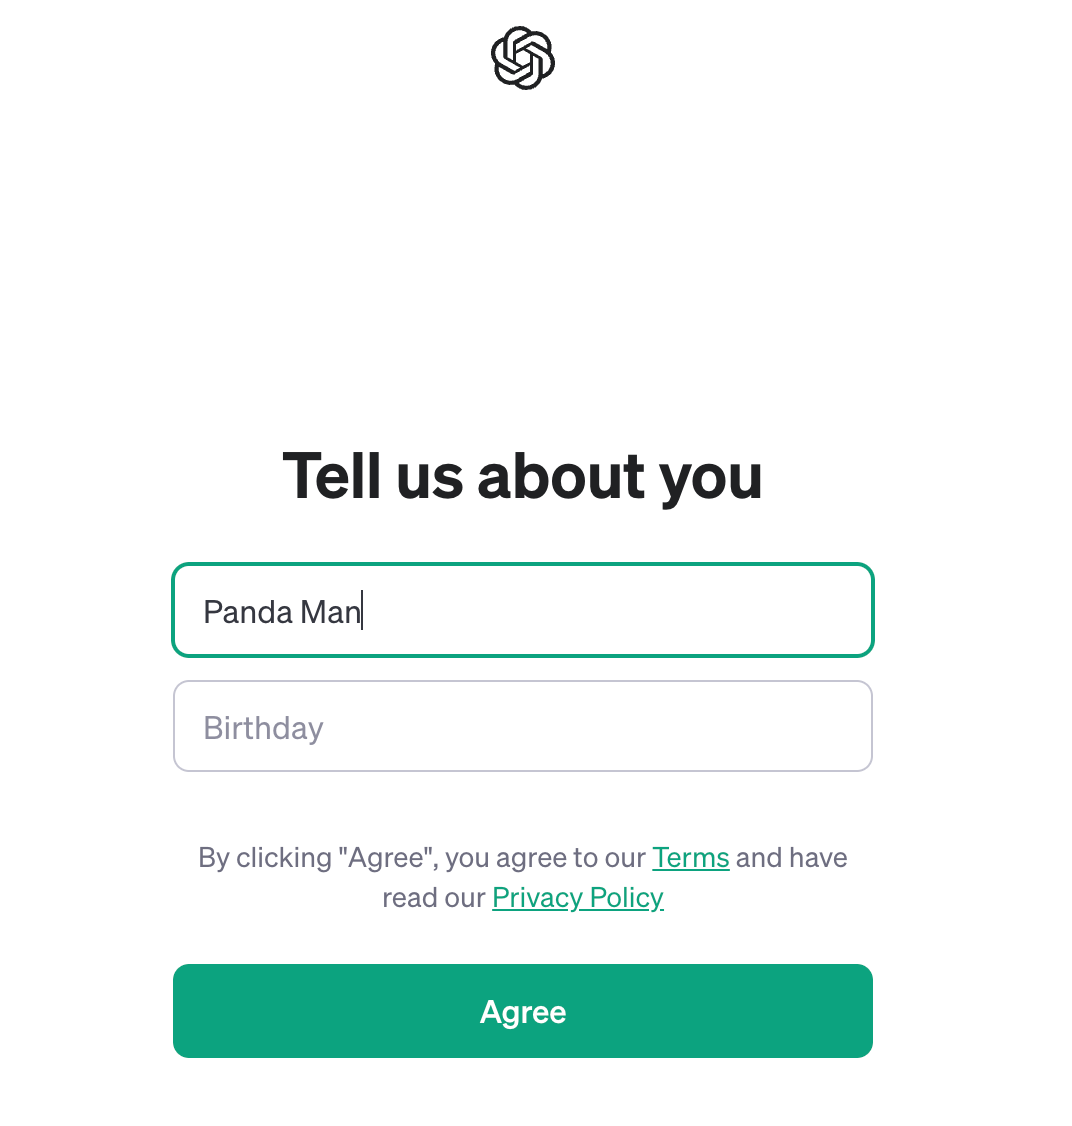 Tell us about you
Panda Man
Birthday
By clicking "Agree", you agree to our Terms and have
read our Privacy Policy
Agree